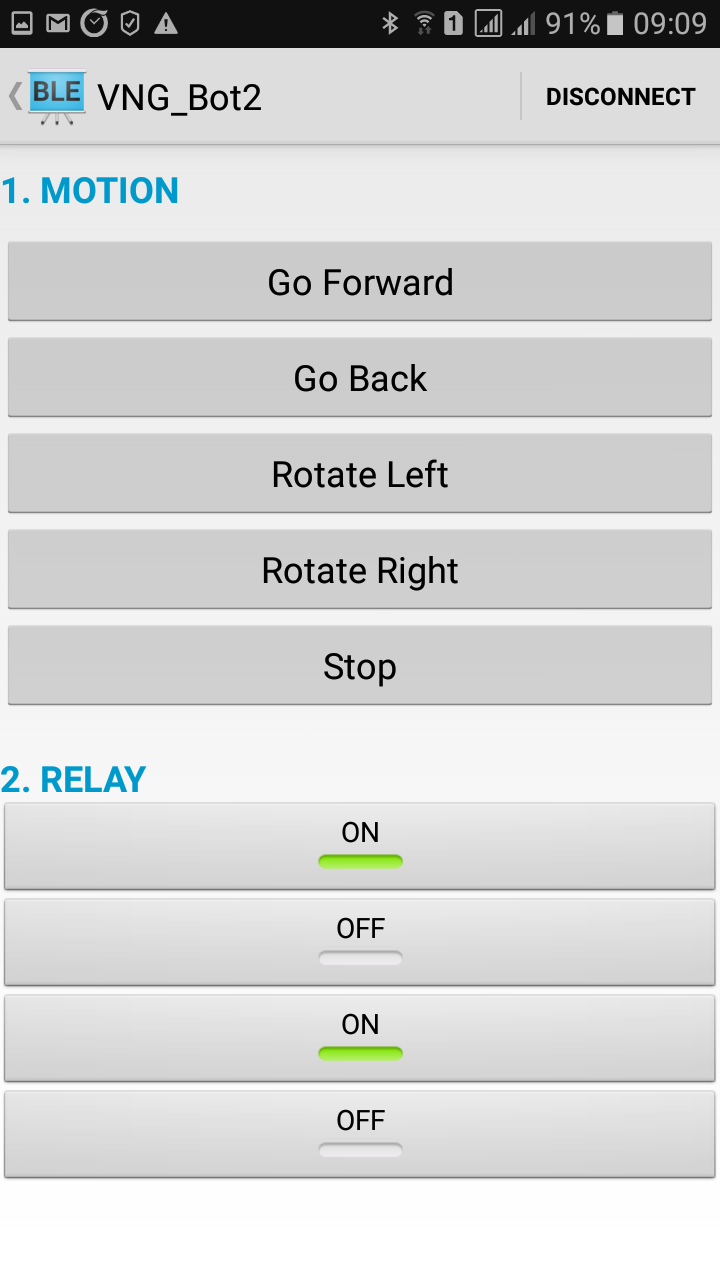 1 91% 09:09
BLE VNG_Bot2 DISCONNECT
1. MOTION
Go Forward
Go Back
Rotate Left
Rotate Right
Stop
2. RELAY
ON
OFF
ON
OFF